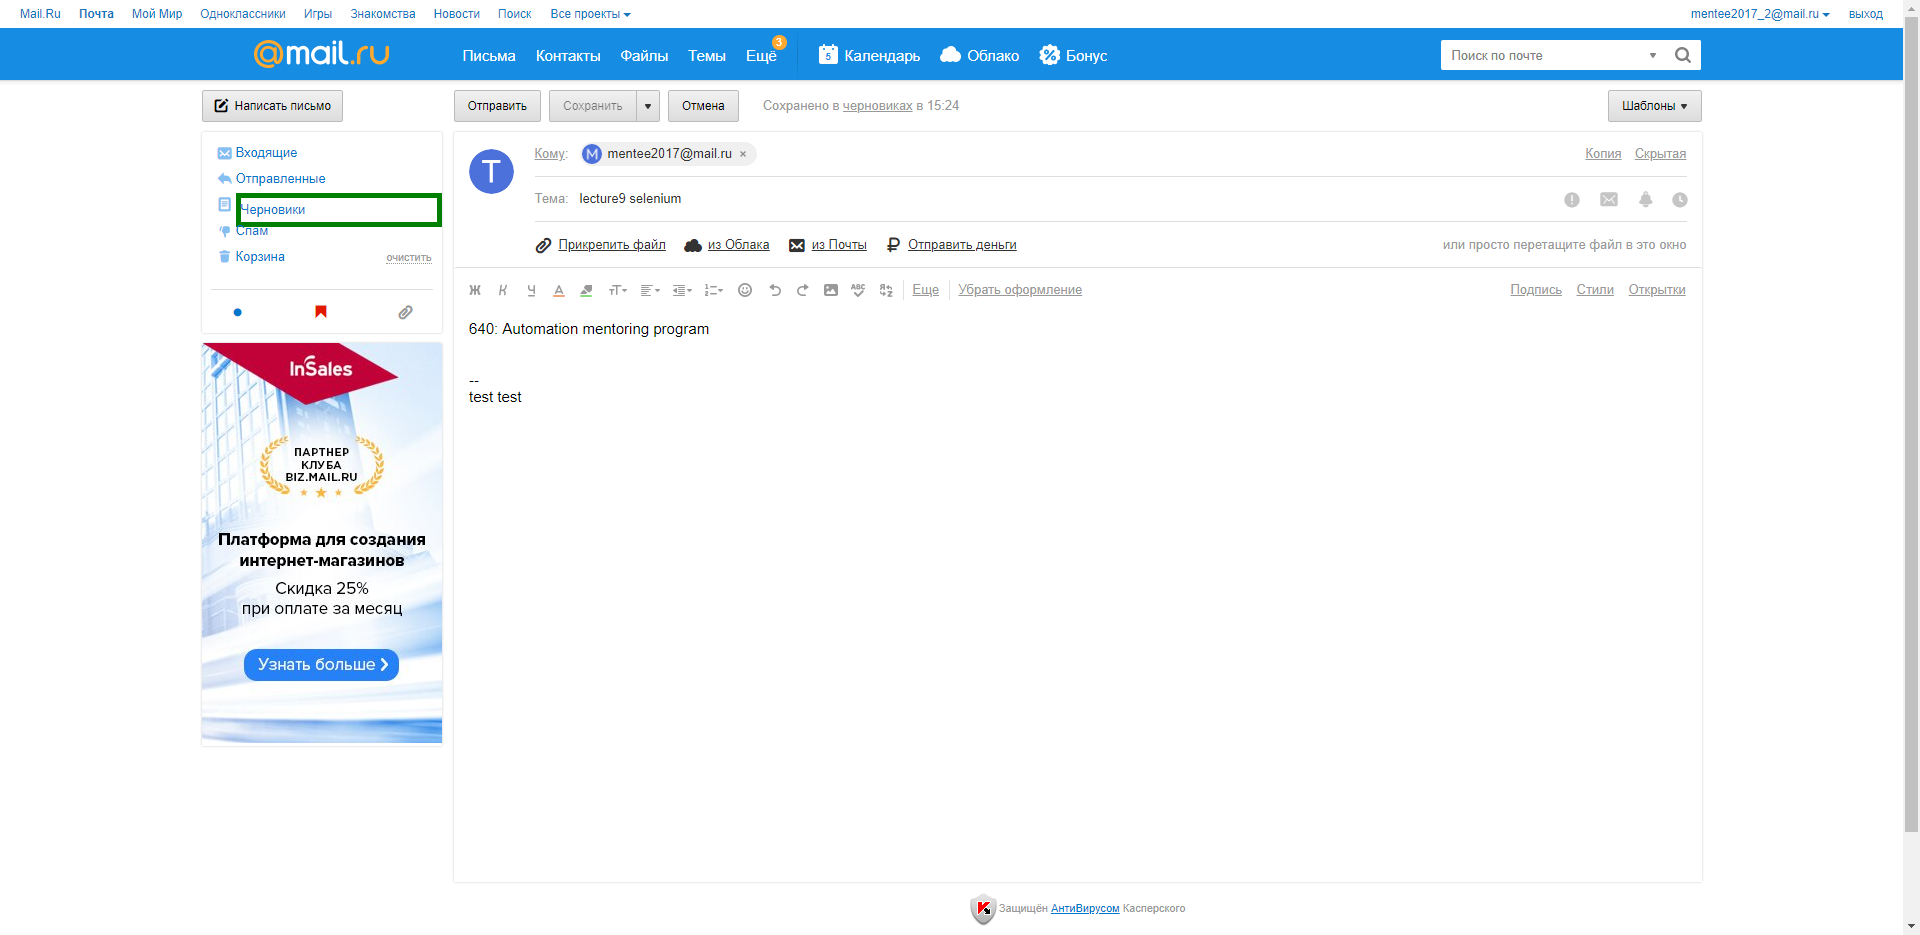 Mail.Ru Почта Мой Мир Одноклассники Игры Знакомства Новости Поиск Все проекты mentee2017_2@mail.ru выход
@mail.ru Письма Контакты Файлы Темы Ещё 3 5 Календарь Облако Бонус Поиск по почте
Написать письмо Отправить Сохранить Отмена Сохранено в черновиках в 15:24 Шаблоны
Входящие
Отправленные
Черновики
Спам
Корзина очистить
T Кому: M mentee2017@mail.ru × Копия Скрытая
Тема: lecture9 selenium
Прикрепить файл из Облака из Почты Отправить деньги или просто перетащите файл в это окно
Ж К Ч A тТ ABC Еще Убрать оформление Подпись Стили Открытки
640: Automation mentoring program
--
test test
InSales
ПАРТНЕР
КЛУБА
BIZ.MAIL.RU
Платформа для создания
интернет-магазинов
Скидка 25%
при оплате за месяц
Узнать больше
Защищён АнтиВирусом Касперского